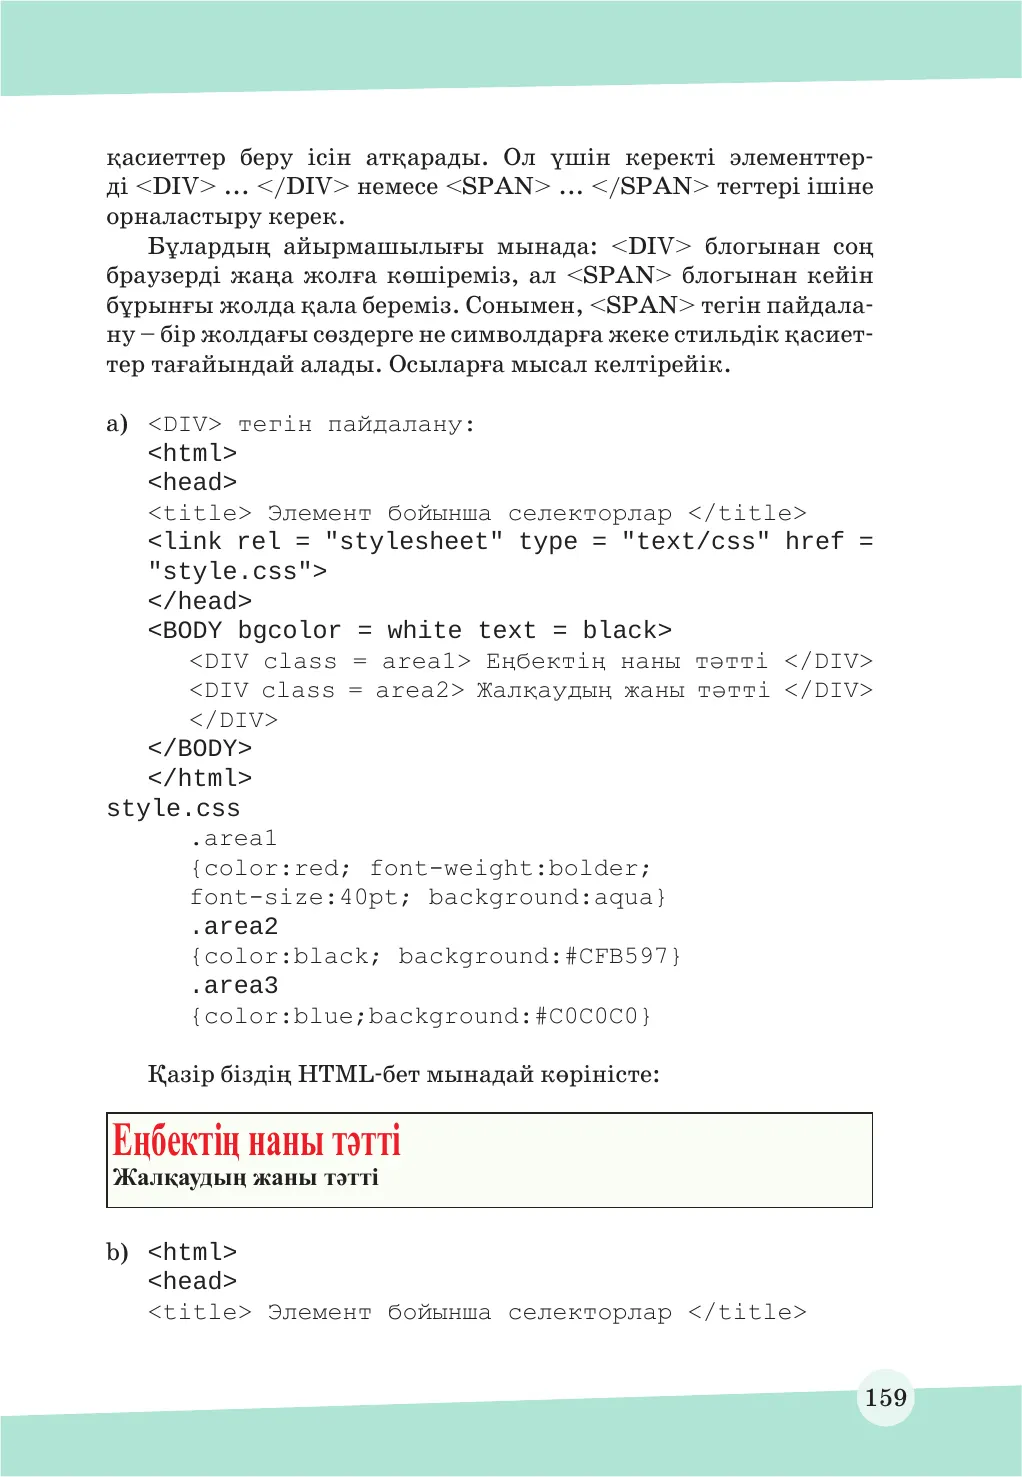 қасиеттер беру ісін атқарады. Ол үшін керекті элементтер-
ді <DIV> ... </DIV> немесе <SPAN> ... </SPAN> тегтері ішіне
орналастыру керек.
Бұлардың айырмашылығы мынада: <DIV> блогынан соң
браузерді жаңа жолға көшіреміз, ал <SPAN> блогынан кейін
бұрынғы жолда қала береміз. Сонымен, <SPAN> тегін пайдала-
ну – бір жолдағы сөздерге не символдарға жеке стильдік қасиет-
тер тағайындай алады. Осыларға мысал келтірейік.
a) <DIV> тегін пайдалану:
<html>
<head>
<title> Элемент бойынша селекторлар </title>
<link rel = "stylesheet" type = "text/css" href =
"style.css">
</head>
<BODY bgcolor = white text = black>
<DIV class = area1> Еңбектің наны тәтті </DIV>
<DIV class = area2> Жалқаудың жаны тәтті </DIV>
</DIV>
</BODY>
</html>
style.css
.area1
{color:red; font-weight:bolder;
font-size:40pt; background:aqua}
.area2
{color:black; background:#CFB597}
.area3
{color:blue;background:#C0C0C0}
Қазір біздің HTML-бет мынадай көріністе:
Еңбектің наны тәтті
Жалқаудың жаны тәтті
b) <html>
<head>
<title> Элемент бойынша селекторлар </title>
159